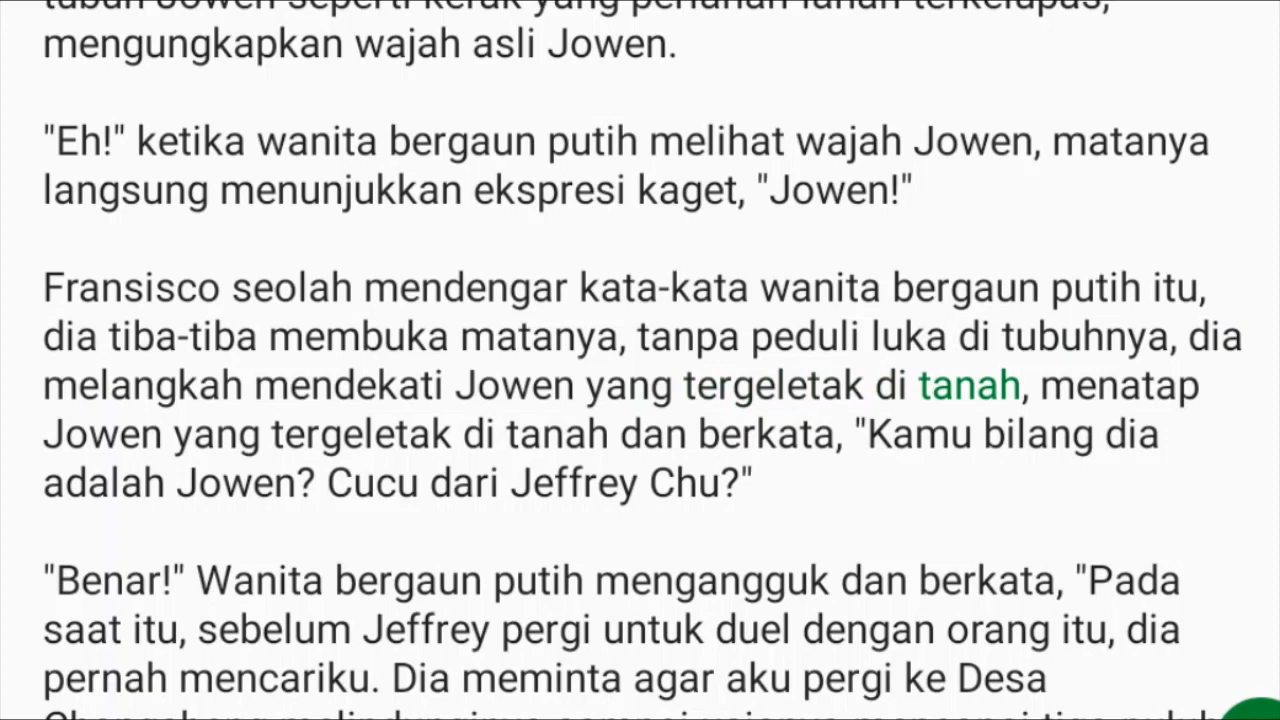 mengungkapkan wajah asli Jowen.
"Eh!" ketika wanita bergaun putih melihat wajah Jowen, matanya
langsung menunjukkan ekspresi kaget, "Jowen!"
Fransisco seolah mendengar kata-kata wanita bergaun putih itu,
dia tiba-tiba membuka matanya, tanpa peduli luka di tubuhnya, dia
melangkah mendekati Jowen yang tergeletak di tanah, menatap
Jowen yang tergeletak di tanah dan berkata, "Kamu bilang dia
adalah Jowen? Cucu dari Jeffrey Chu?"
"Benar!" Wanita bergaun putih mengangguk dan berkata, "Pada
saat itu, sebelum Jeffrey pergi untuk duel dengan orang itu, dia
pernah mencariku. Dia meminta agar aku pergi ke Desa